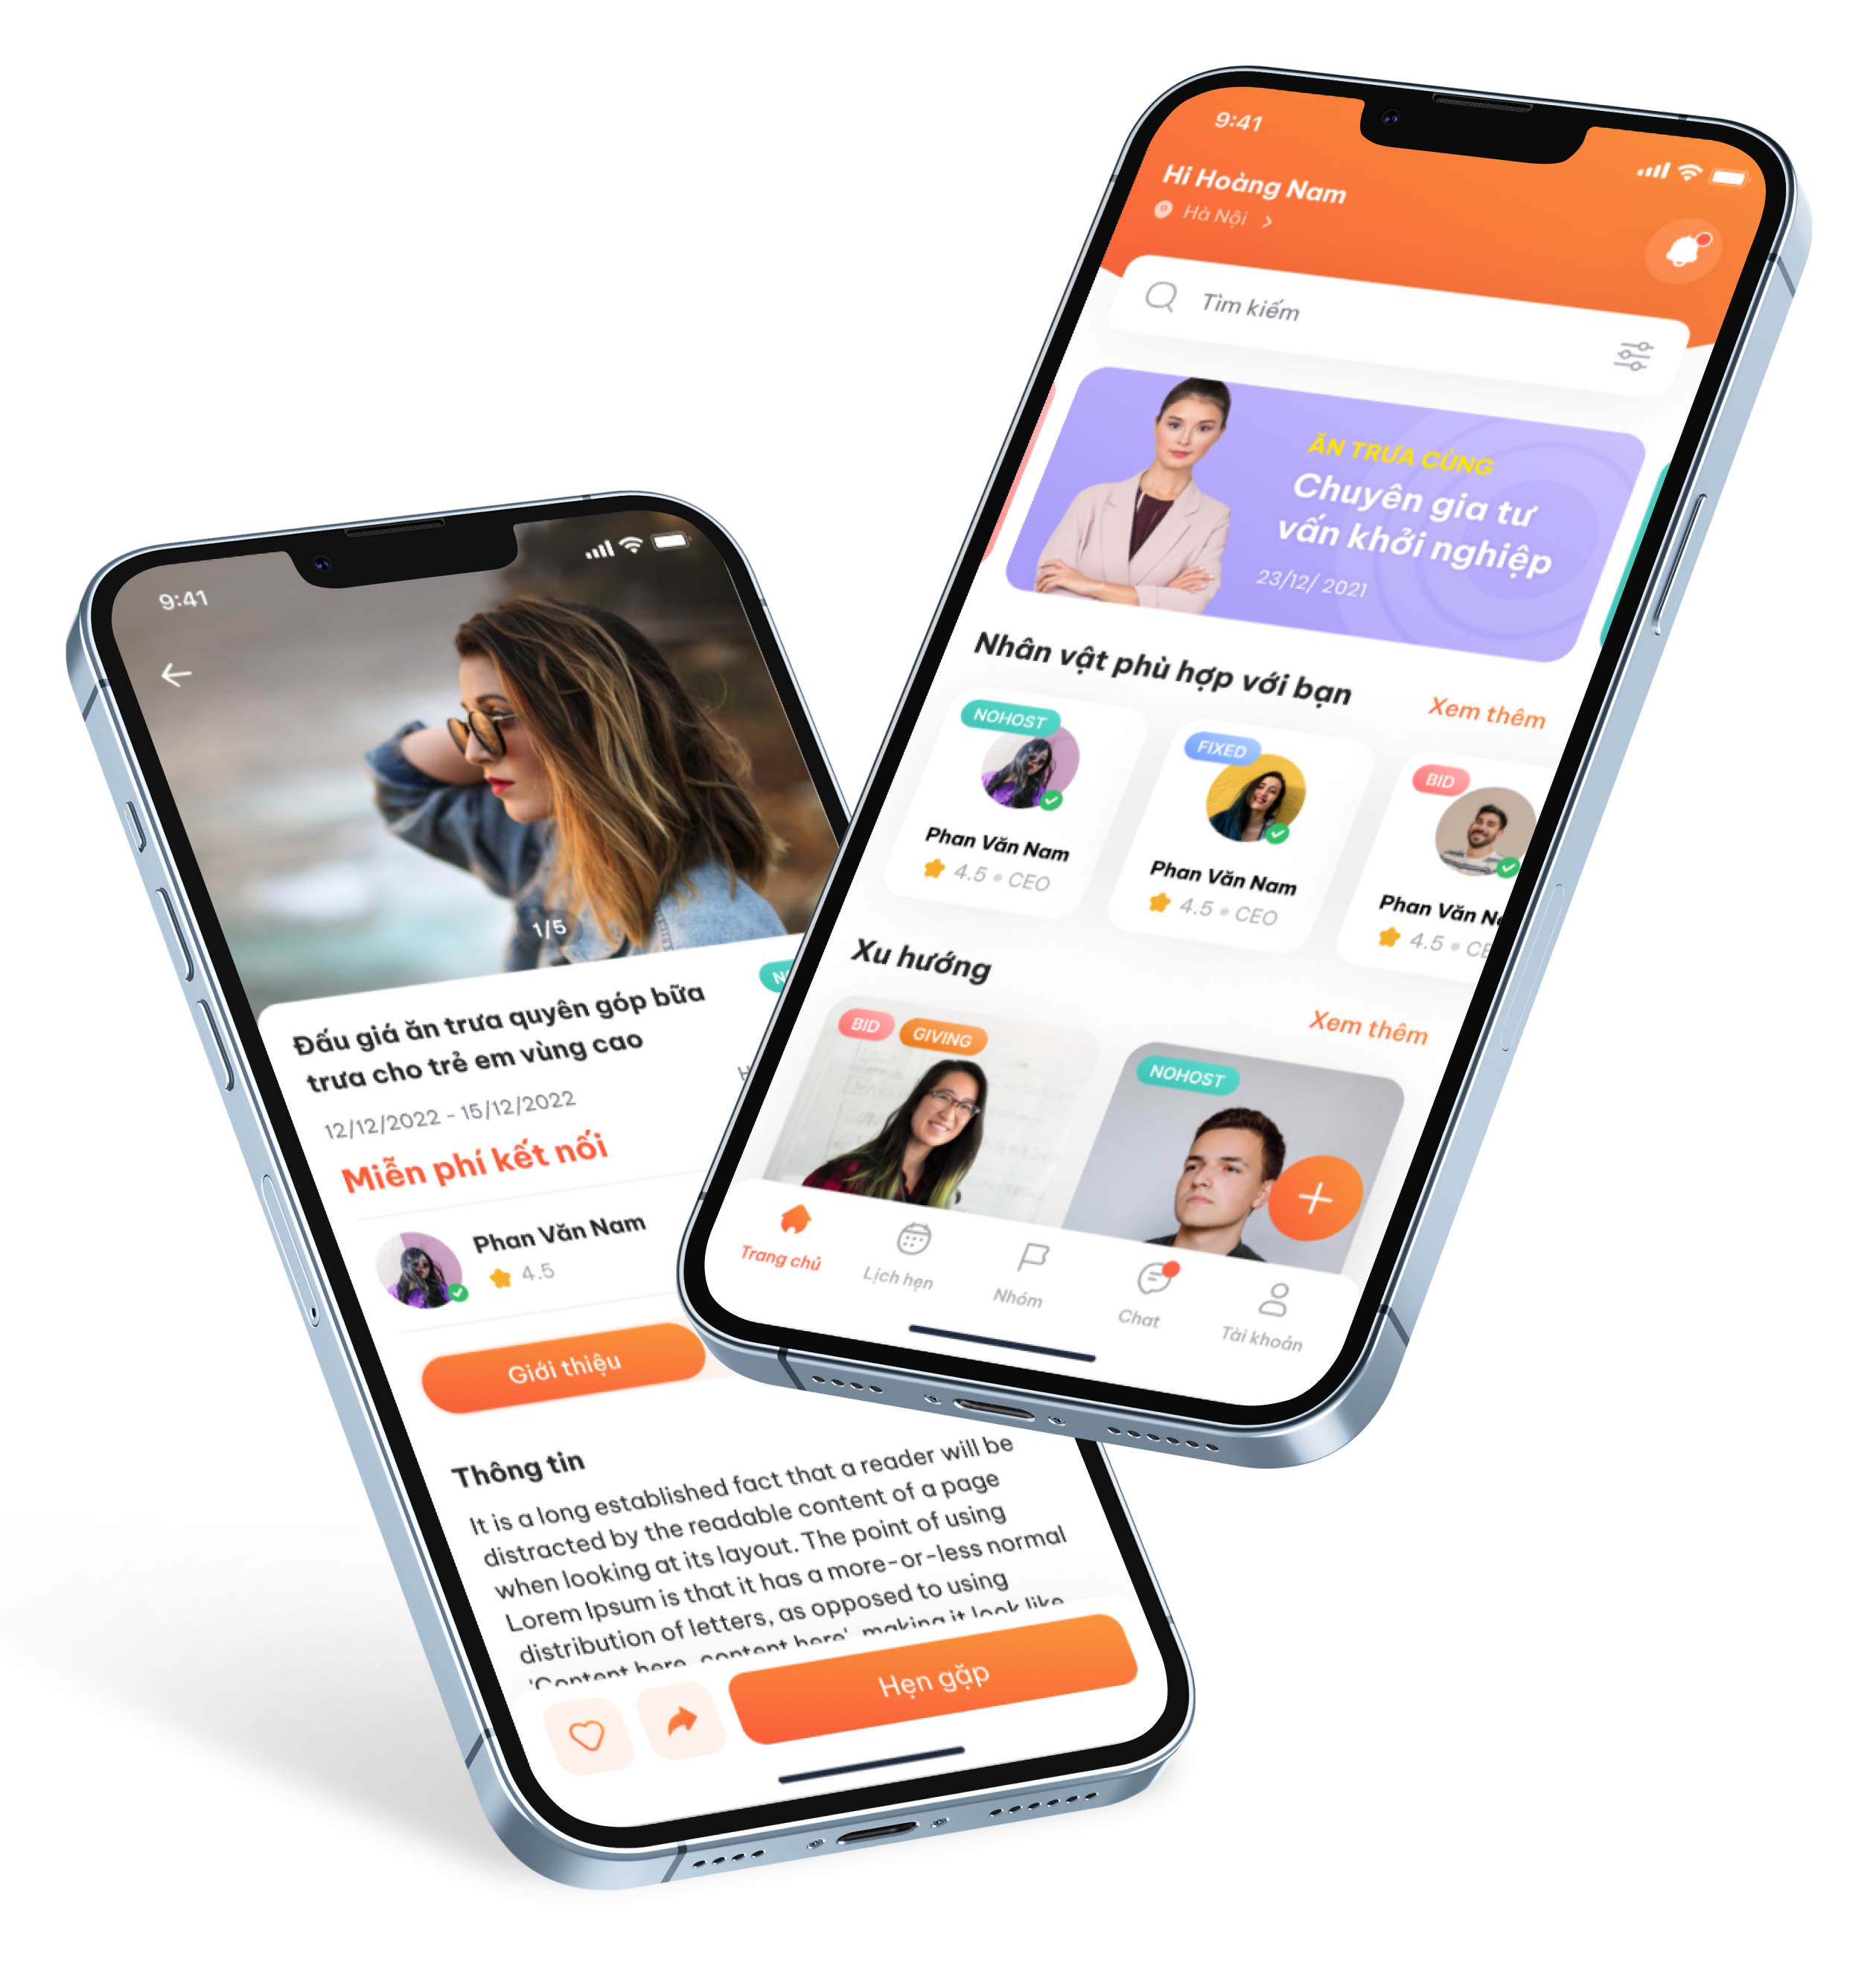 9:41
Hi Hoàng Nam
Hà Nội
Tìm kiếm
ĂN TRƯA CÙNG
Chuyên gia tư
vấn khởi nghiệp
23/12/ 2021
Nhân vật phù hợp với bạn
Xem thêm
NOHOST
Phan Văn Nam
4.5 • CEO
FIXED
Phan Văn Nam
4.5 • CEO
BID
Phan Văn
4.5
Xu hướng
Xem thêm
BID
GIVING
NOHOST
Trang chủ
Lịch hẹn
Nhóm
Chat
Tài khoản
9:41
1/5
Đấu giá ăn trưa quyên góp bữa
trưa cho trẻ em vùng cao
12/12/2022 - 15/12/2022
Miễn phí kết nối
Phan Văn Nam
4.5
Giới thiệu
Thông tin
It is a long established fact that a reader will be
distracted by the readable content of a page
when looking at its layout. The point of using
Lorem Ipsum is that it has a more-or-less normal
distribution of letters, as opposed to using
'Content here, content here', making it look like
Hẹn gặp